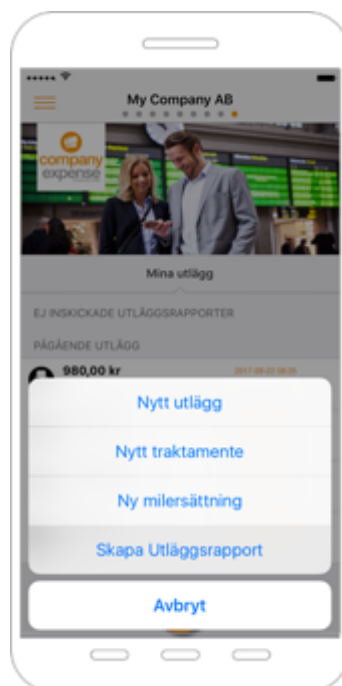 My Company AB
company
expense
Mina utlägg
EJ INSKICKADE UTLÄGGSRAPPORTER
PÅGÅENDE UTLÄGG
980,00 kr
Nytt utlägg
Nytt traktamente
Ny milersättning
Skapa Utläggsrapport
Avbryt